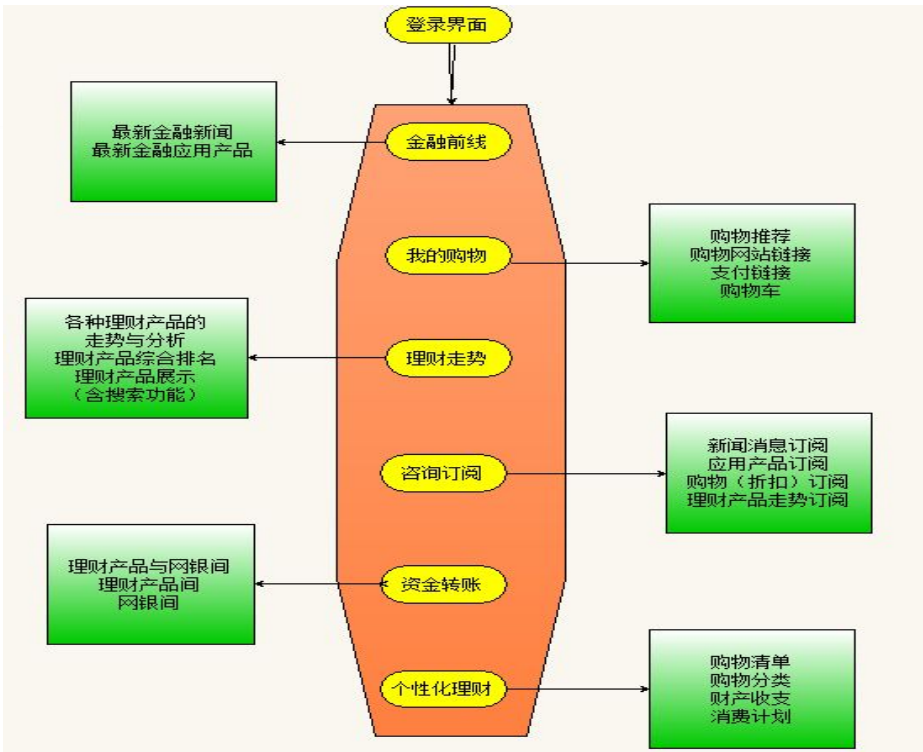 登录界面
金融前线
最新金融新闻
最新金融应用产品
我的购物
购物推荐
购物网站链接
支付链接
购物车
理财走势
各种理财产品的
走势与分析
理财产品综合排名
理财产品展示
（含搜索功能）
咨询订阅
新闻消息订阅
应用产品订阅
购物（折扣）订阅
理财产品走势订阅
资金转账
理财产品与网银间
理财产品间
网银间
个性化理财
购物清单
购物分类
财产收支
消费计划